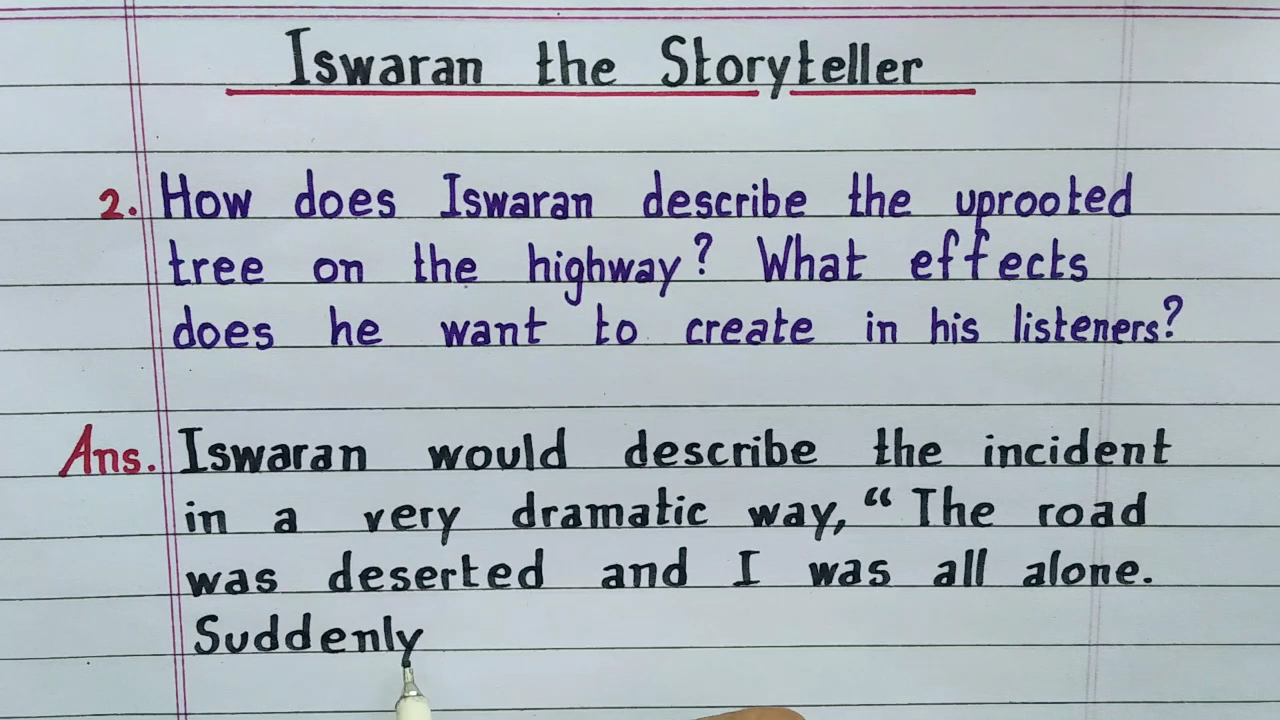 Iswaran the Storyteller
2. How does Iswaran describe the uprooted
tree on the highway? What effects
does he want to create in his listeners?
Ans. Iswaran would describe the incident
in a very dramatic way, “ The road
was deserted and I was all alone.
Suddenly